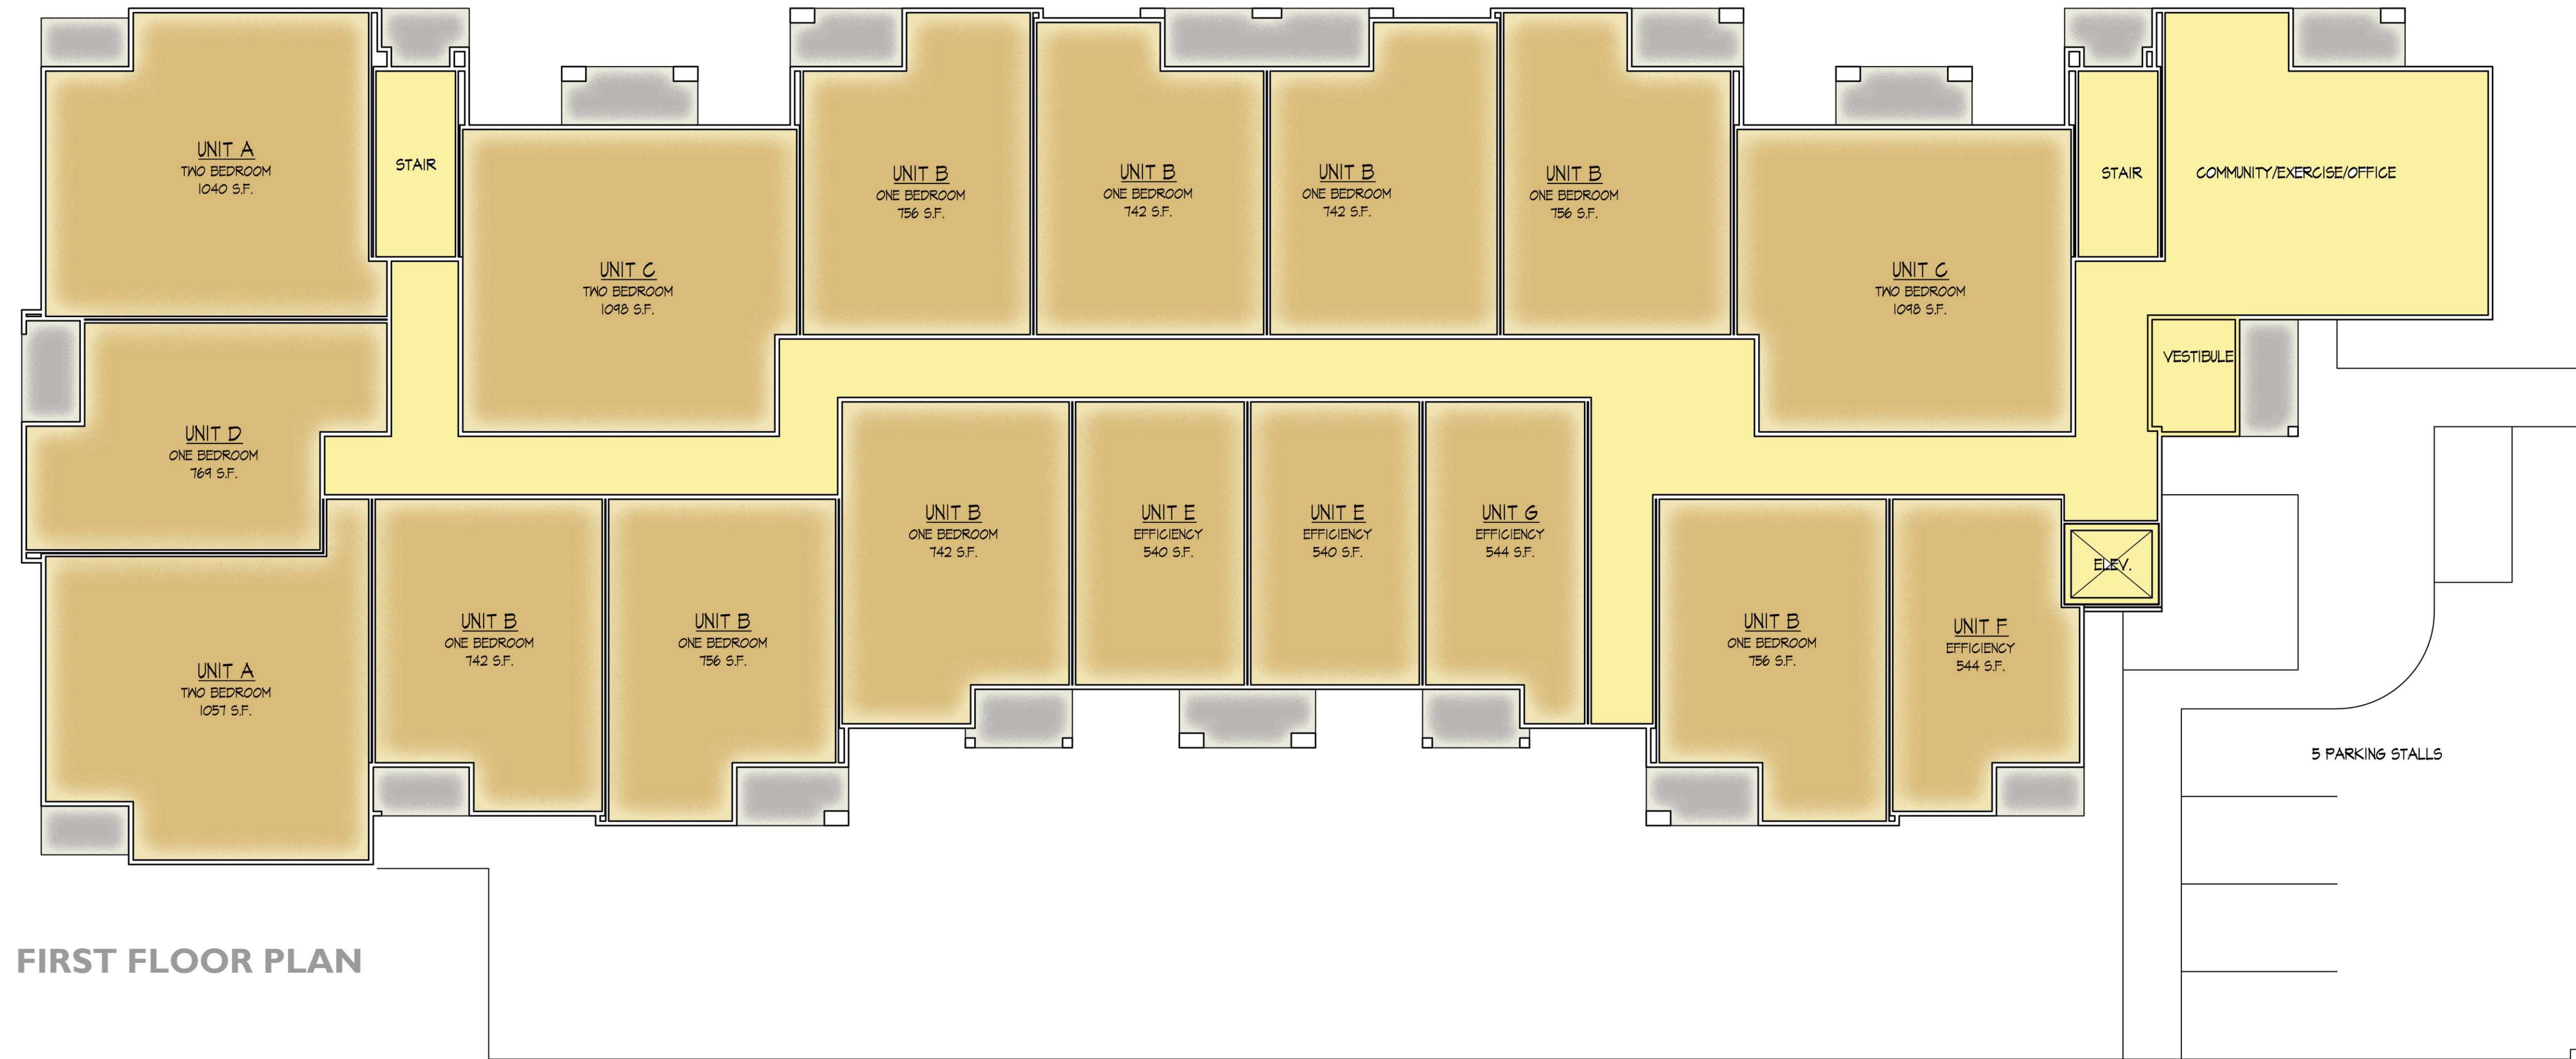 UNIT A
TWO BEDROOM
1040 S.F.
STAIR
UNIT C
TWO BEDROOM
1098 S.F.
UNIT B
ONE BEDROOM
756 S.F.
UNIT B
ONE BEDROOM
742 S.F.
UNIT B
ONE BEDROOM
742 S.F.
UNIT B
ONE BEDROOM
756 S.F.
UNIT C
TWO BEDROOM
1098 S.F.
STAIR
COMMUNITY/EXERCISE/OFFICE
VESTIBULE
UNIT D
ONE BEDROOM
769 S.F.
UNIT B
ONE BEDROOM
742 S.F.
UNIT E
EFFICIENCY
540 S.F.
UNIT E
EFFICIENCY
540 S.F.
UNIT G
EFFICIENCY
544 S.F.
ELEV.
UNIT A
TWO BEDROOM
1057 S.F.
UNIT B
ONE BEDROOM
742 S.F.
UNIT B
ONE BEDROOM
756 S.F.
UNIT B
ONE BEDROOM
756 S.F.
UNIT F
EFFICIENCY
544 S.F.
5 PARKING STALLS
FIRST FLOOR PLAN